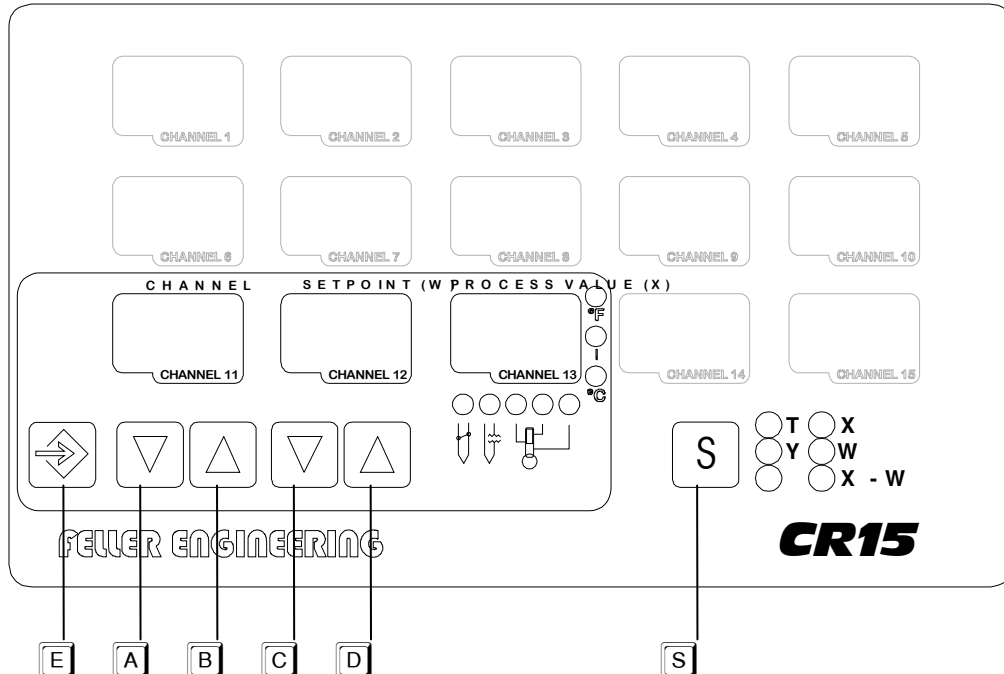 CHANNEL 1 CHANNEL 2 CHANNEL 3 CHANNEL 4 CHANNEL 5
CHANNEL 6 CHANNEL 7 CHANNEL 8 CHANNEL 9 CHANNEL 10
CHANNEL SETPOINT (W) PROCESS VALUE (X)
°F
I
CHANNEL 11 CHANNEL 12 CHANNEL 13 CHANNEL 14 CHANNEL 15
°C
S
T X
Y W
X - W
FELLER ENGINEERING
CR15
E A B C D S